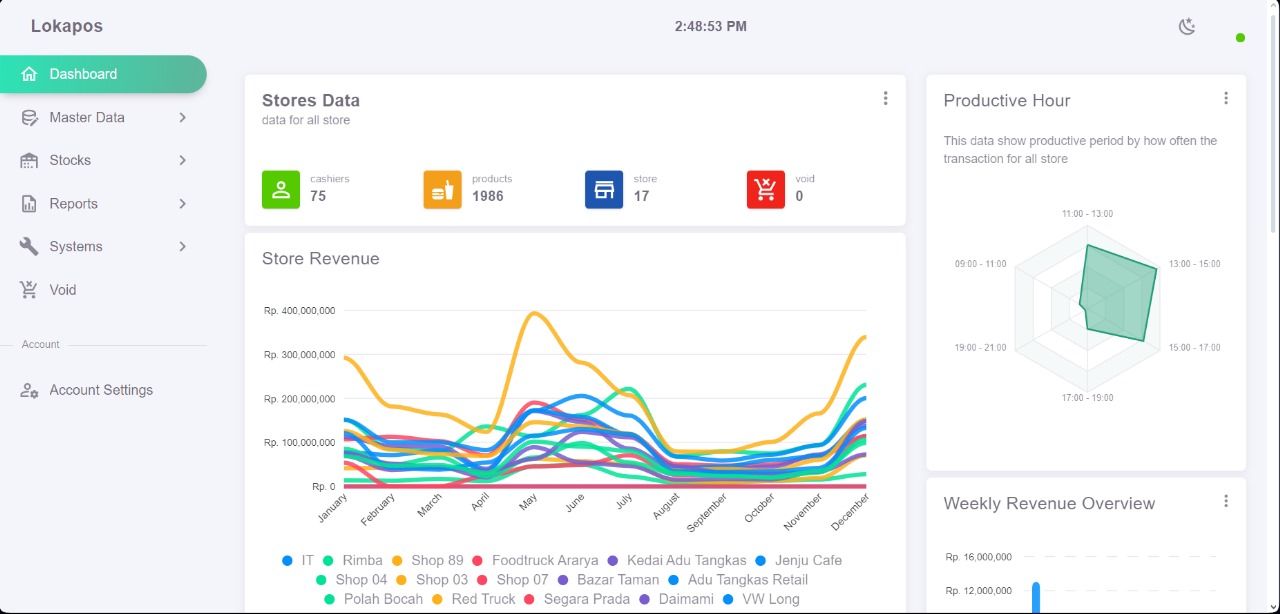 Lokapos
2:48:53 PM
Dashboard
Master Data
Stocks
Reports
Systems
Void
Account
Account Settings
Stores Data
data for all store
cashiers
75
products
1986
store
17
void
0
Store Revenue
Rp. 400,000,000
Rp. 300,000,000
Rp. 200,000,000
Rp. 100,000,000
Rp. 0
January
February
March
April
May
June
July
August
September
October
November
December
IT Rimba Shop 89 Foodtruck Ararya Kedai Adu Tangkas Jenju Cafe
Shop 04 Shop 03 Shop 07 Bazar Taman Adu Tangkas Retail
Polah Bocah Red Truck Segara Prada Daimami VW Long
Productive Hour
This data show productive period by how often the
transaction for all store
11:00 - 13:00
09:00 - 11:00
13:00 - 15:00
19:00 - 21:00
15:00 - 17:00
17:00 - 19:00
Weekly Revenue Overview
Rp. 16,000,000
Rp. 12,000,000